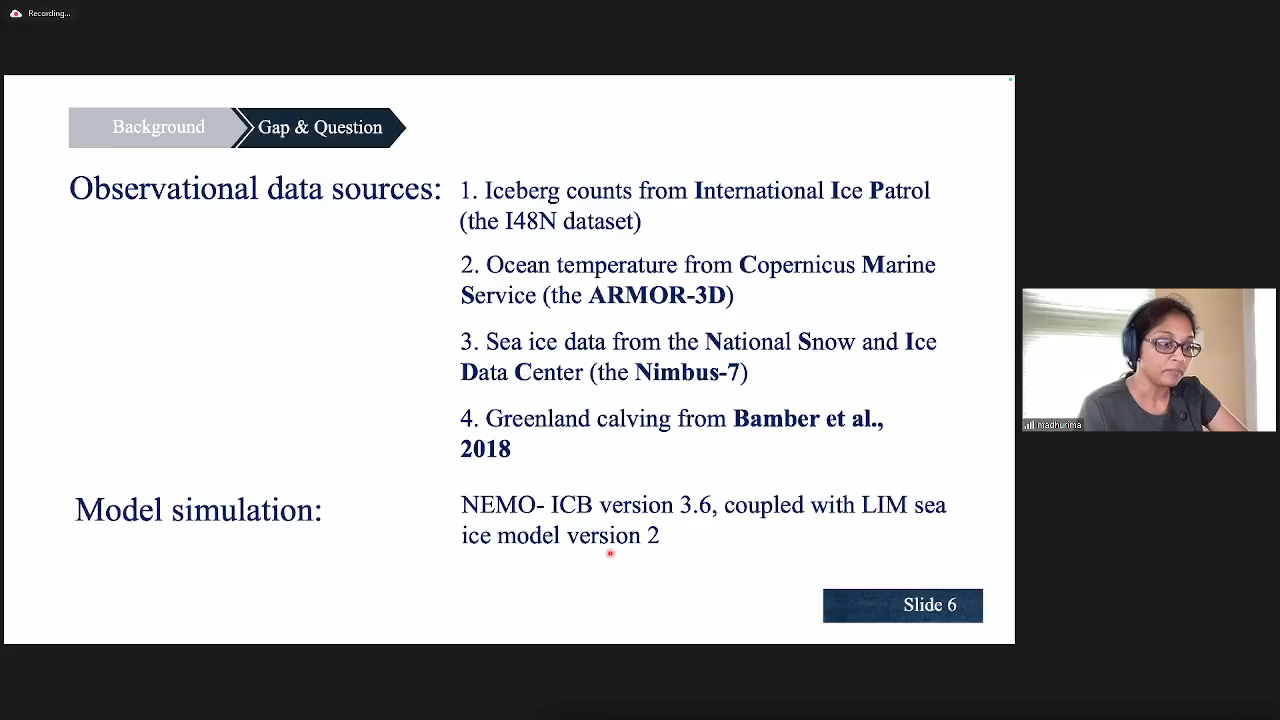 Recording...
Background
Gap & Question
Observational data sources:
1. Iceberg counts from International Ice Patrol
(the I48N dataset)
2. Ocean temperature from Copernicus Marine
Service (the ARMOR-3D)
3. Sea ice data from the National Snow and Ice
Data Center (the Nimbus-7)
4. Greenland calving from Bamber et al.,
2018
Model simulation:
NEMO- ICB version 3.6, coupled with LIM sea
ice model version 2
Slide 6
madhurima